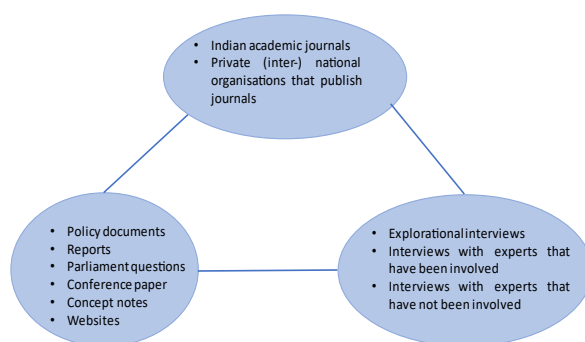 • Indian academic journals
• Private (inter-) national
organisations that publish
journals
• Policy documents
• Reports
• Parliament questions
• Conference paper
• Concept notes
• Websites
• Explorational interviews
• Interviews with experts that
have been involved
• Interviews with experts that
have not been involved